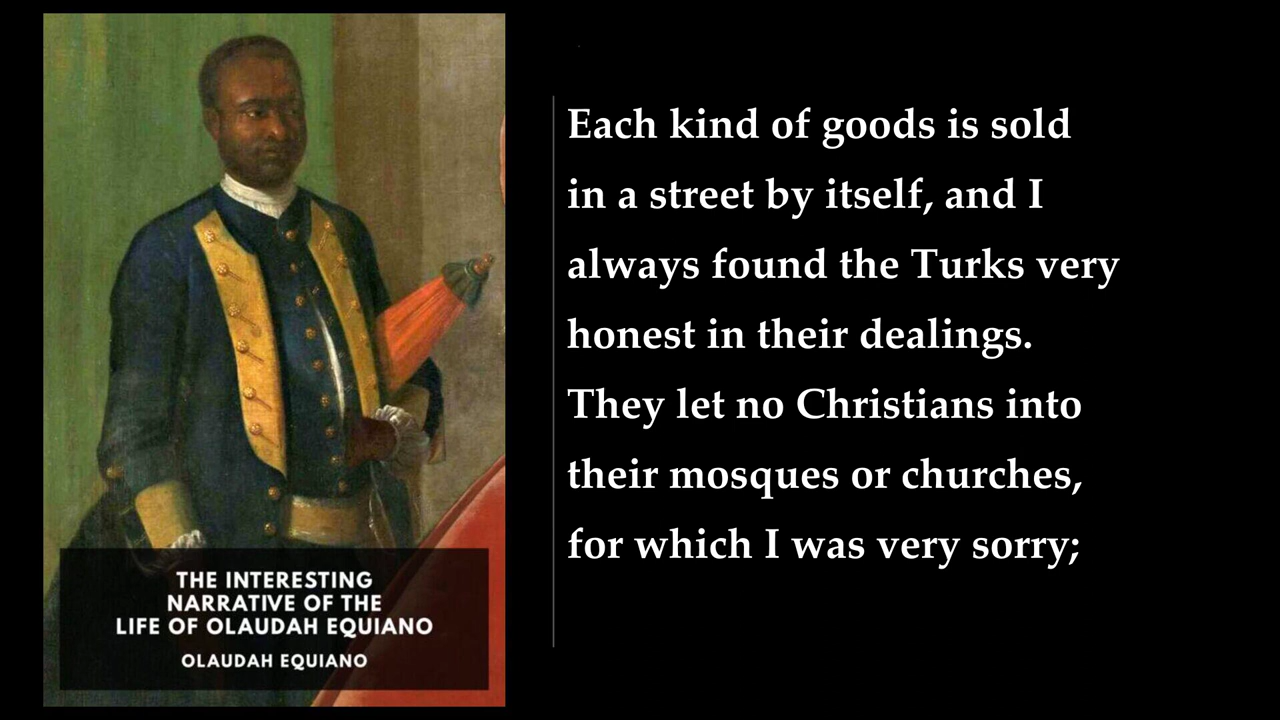 THE INTERESTING
NARRATIVE OF THE
LIFE OF OLAUDAH EQUIANO
OLAUDAH EQUIANO
Each kind of goods is sold
in a street by itself, and I
always found the Turks very
honest in their dealings.
They let no Christians into
their mosques or churches,
for which I was very sorry;